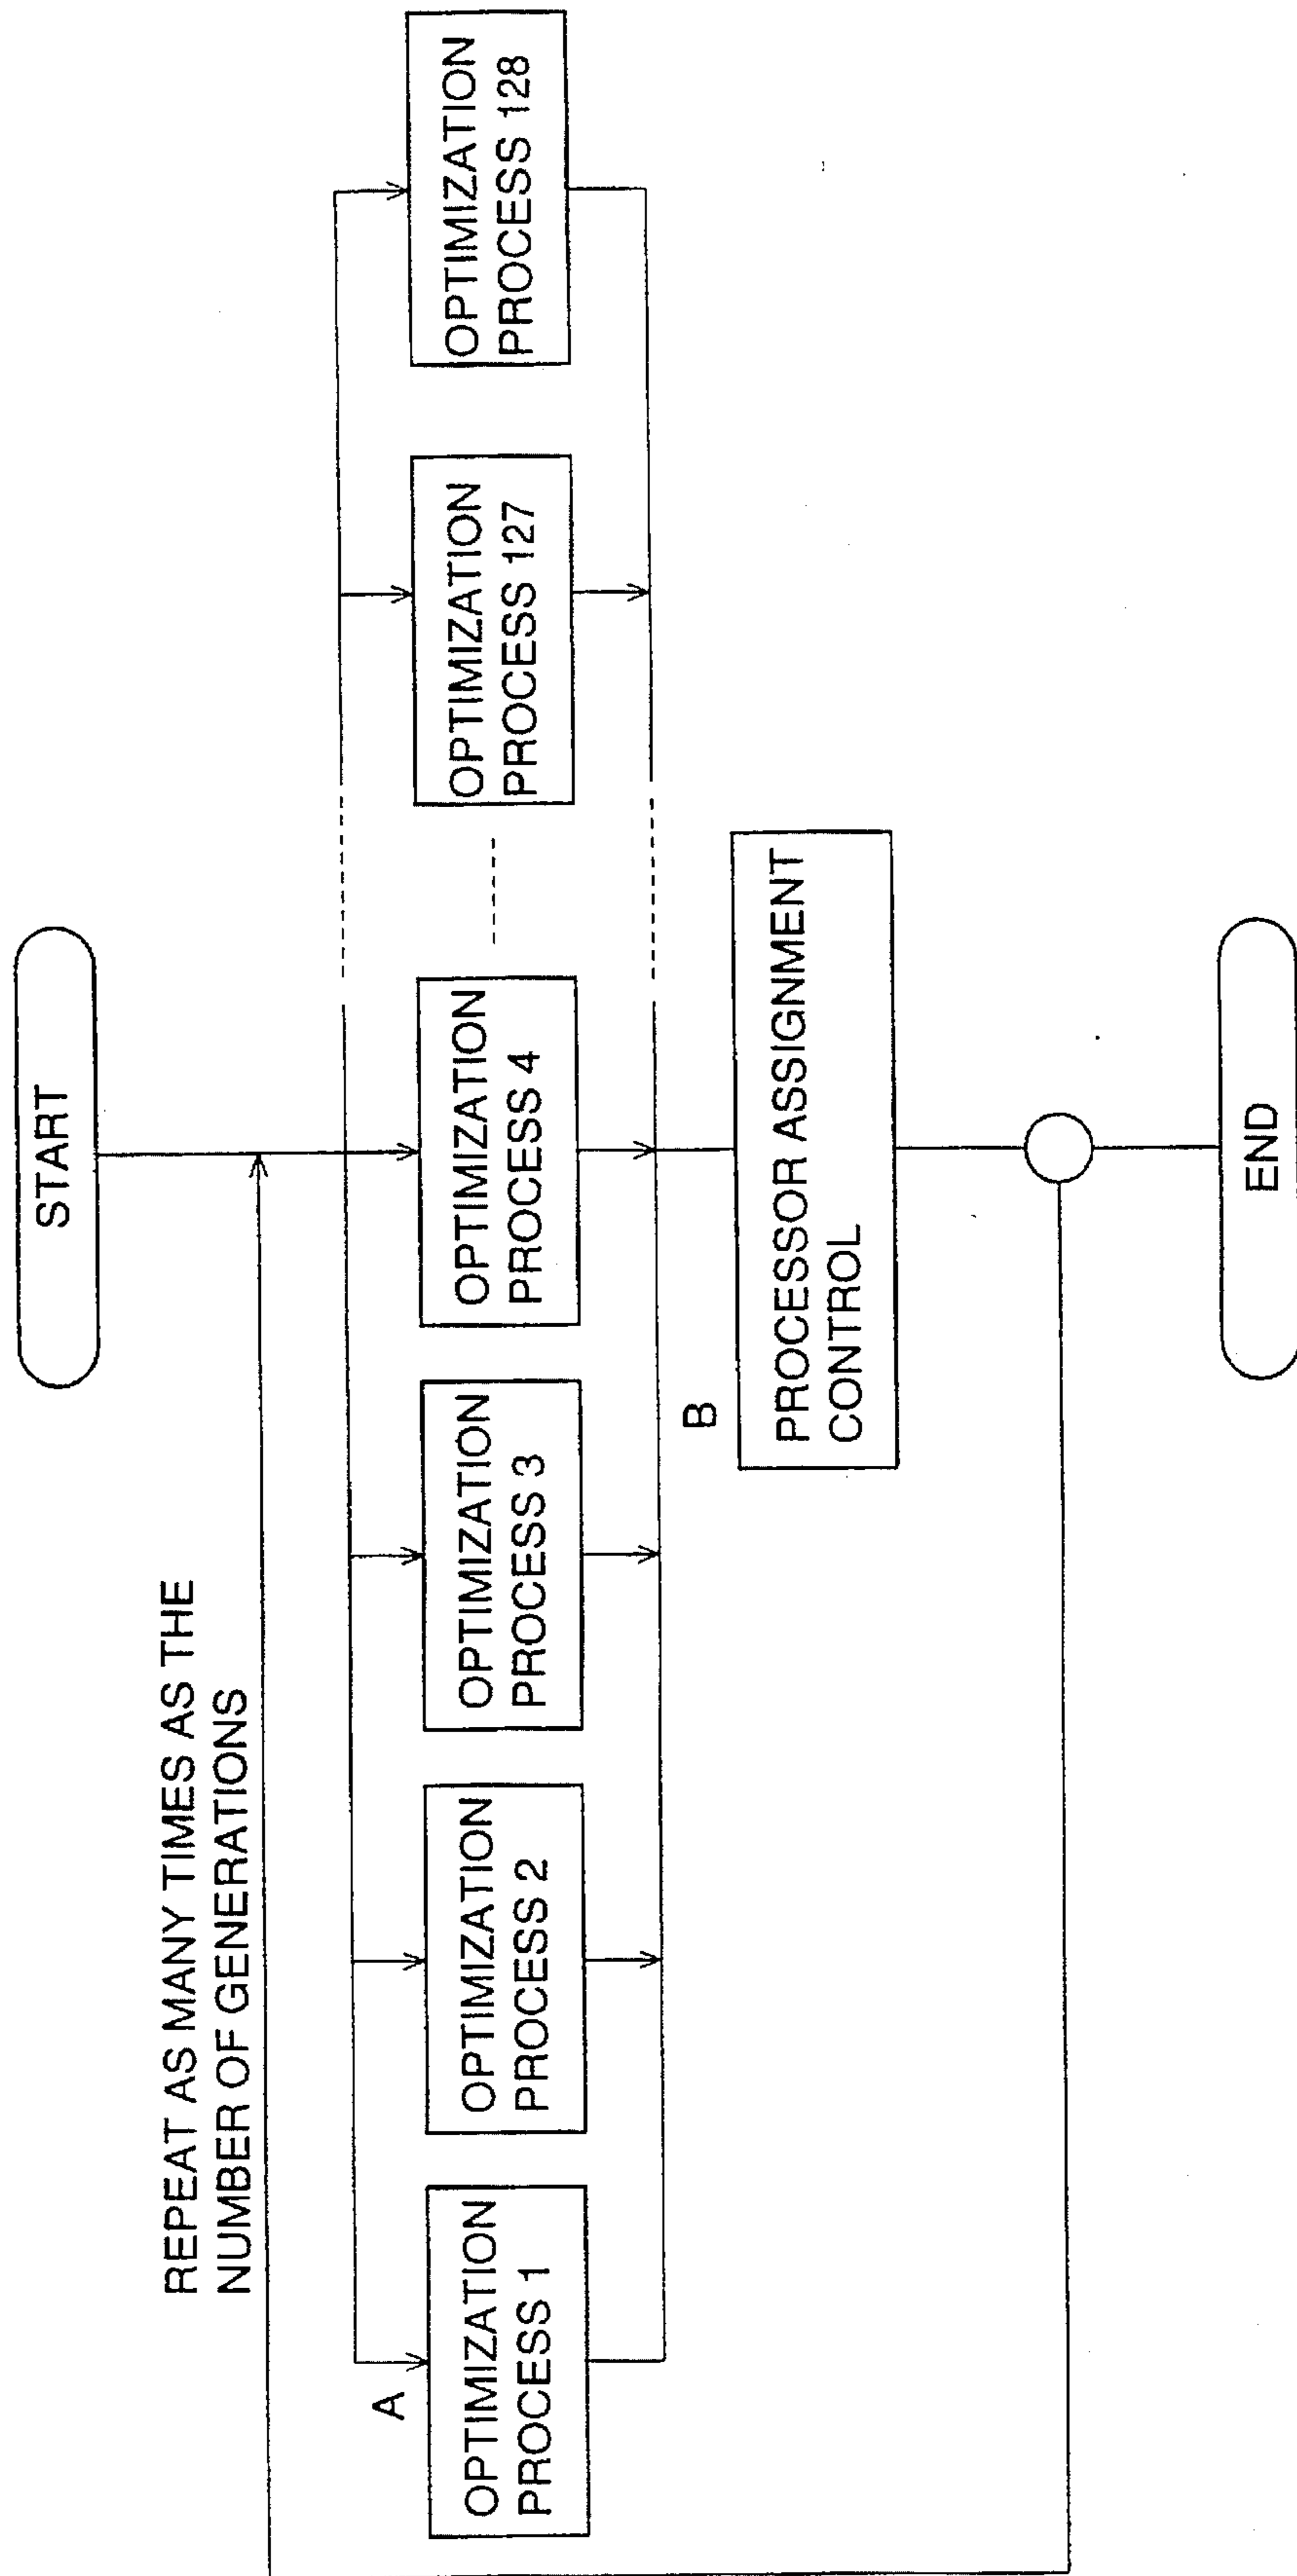 START
REPEAT AS MANY TIMES AS THE
NUMBER OF GENERATIONS
A
OPTIMIZATION
PROCESS 1
OPTIMIZATION
PROCESS 2
OPTIMIZATION
PROCESS 3
OPTIMIZATION
PROCESS 4
OPTIMIZATION
PROCESS 127
OPTIMIZATION
PROCESS 128
B
PROCESSOR ASSIGNMENT
CONTROL
END